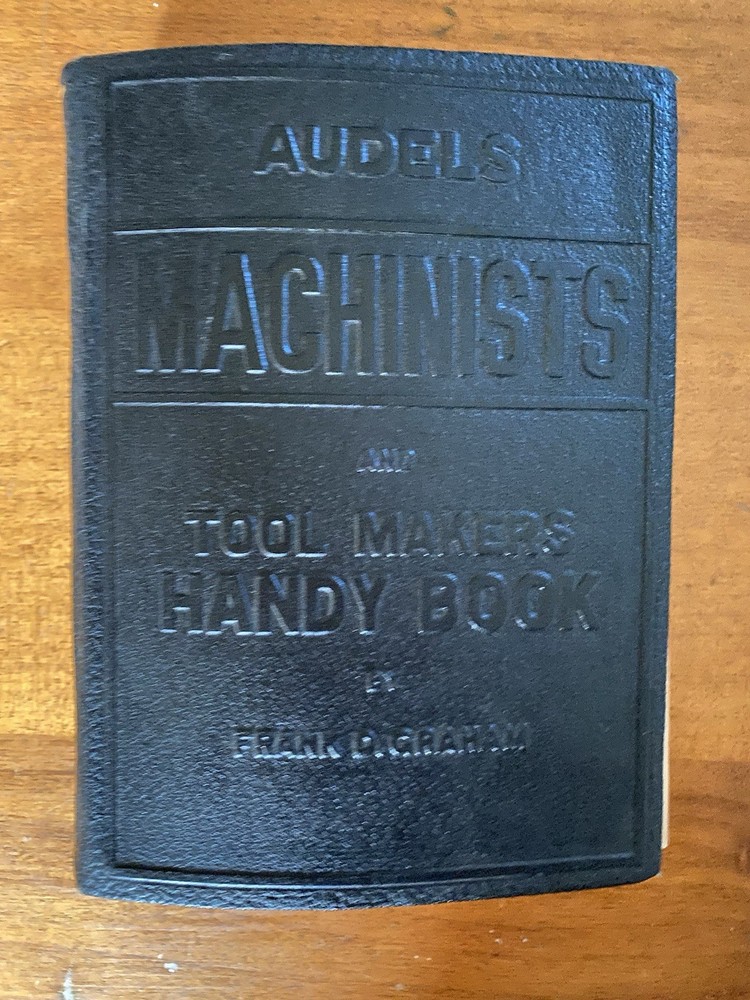 AUDELS
MACHINISTS
AND
TOOL MAKERS
HANDY BOOK
BY
FRANK D. GRAHAM